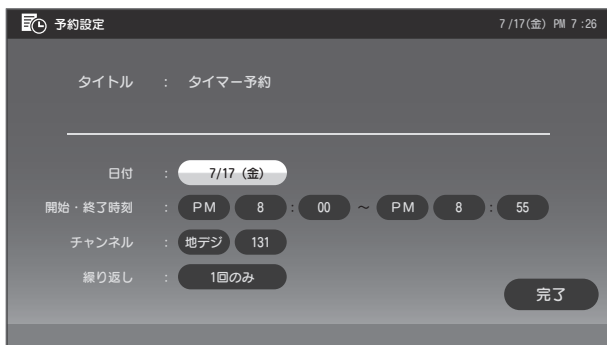 予約設定 7/17(金) PM 7:26
タイトル : タイマー予約
日付 : 7/17 (金)
開始・終了時刻 : PM 8 : 00 ～ PM 8 : 55
チャンネル : 地デジ 131
繰り返し : 1回のみ
完了